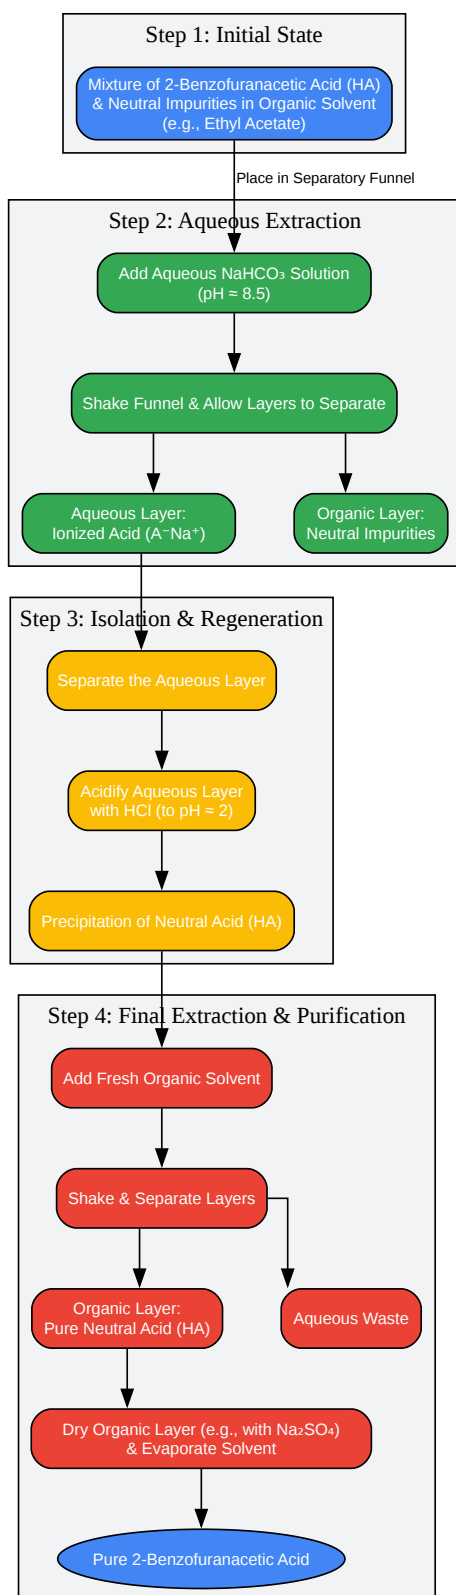 Step 1: Initial State
Mixture of 2-Benzofuranacetic Acid (HA)
& Neutral Impurities in Organic Solvent
(e.g., Ethyl Acetate)
Place in Separatory Funnel
Step 2: Aqueous Extraction
Add Aqueous NaHCO₃ Solution
(pH ≈ 8.5)
Shake Funnel & Allow Layers to Separate
Aqueous Layer:
Ionized Acid (A⁻Na⁺)
Organic Layer:
Neutral Impurities
Step 3: Isolation & Regeneration
Separate the Aqueous Layer
Acidify Aqueous Layer
with HCl (to pH ≈ 2)
Precipitation of Neutral Acid (HA)
Step 4: Final Extraction & Purification
Add Fresh Organic Solvent
Shake & Separate Layers
Organic Layer:
Pure Neutral Acid (HA)
Aqueous Waste
Dry Organic Layer (e.g., with Na₂SO₄)
& Evaporate Solvent
Pure 2-Benzofuranacetic Acid